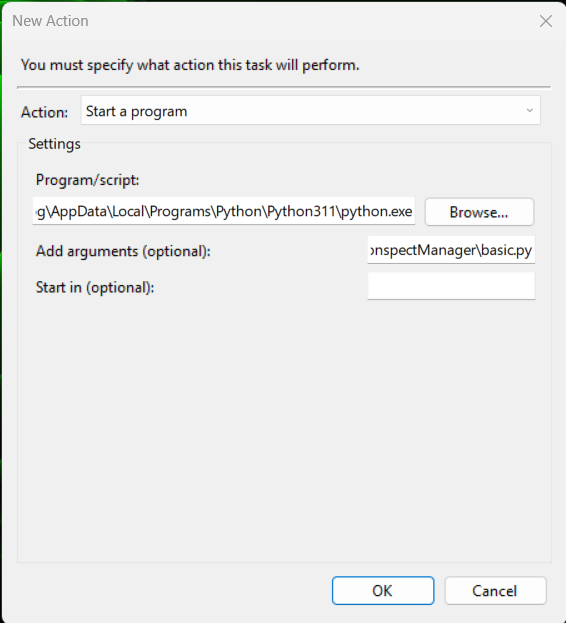 New Action
You must specify what action this task will perform.
Action: Start a program
Settings
Program/script:
g\AppData\Local\Programs\Python\Python311\python.exe Browse...
Add arguments (optional): onspectManager\basic.py
Start in (optional):
OK Cancel